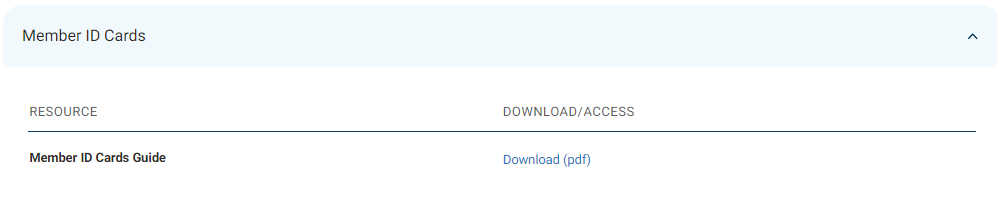 Member ID Cards
RESOURCE DOWNLOAD/ACCESS
Member ID Cards Guide Download (pdf)